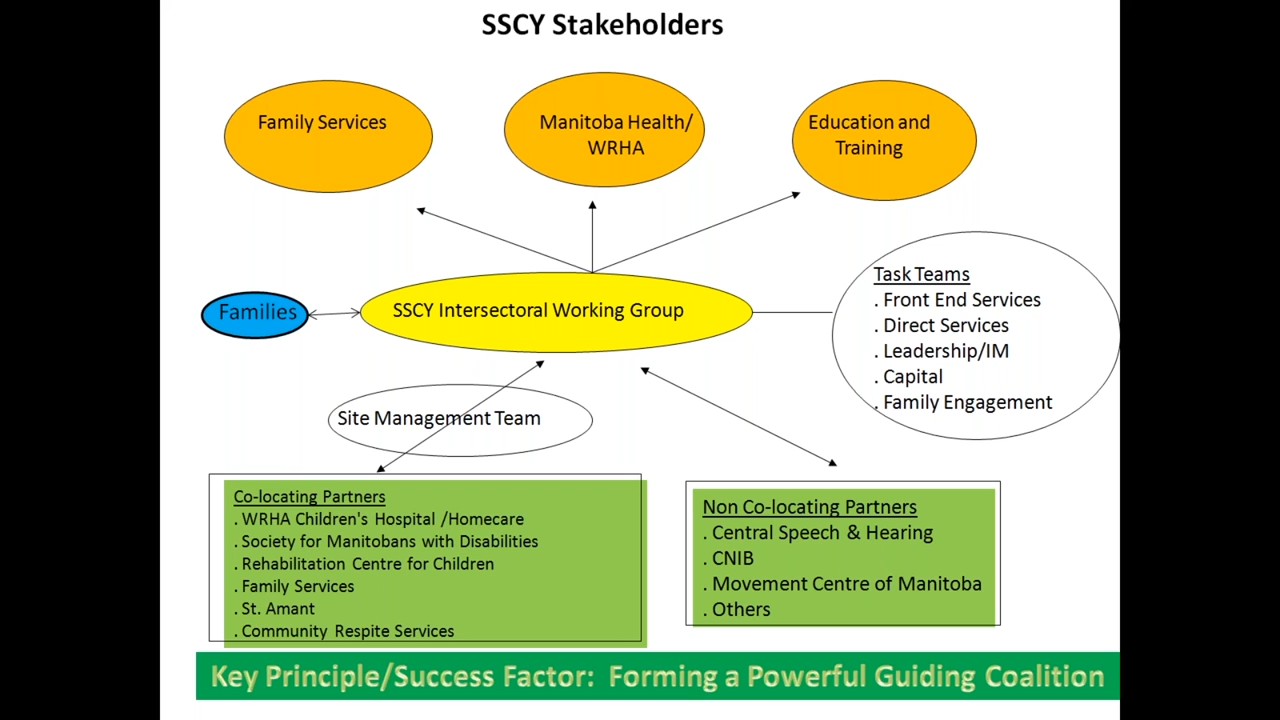 SSCY Stakeholders
Family Services
Manitoba Health/
WRHA
Education and
Training
Families
SSCY Intersectoral Working Group
Task Teams
. Front End Services
. Direct Services
. Leadership/IM
. Capital
. Family Engagement
Site Management Team
Co-locating Partners
. WRHA Children's Hospital /Homecare
. Society for Manitobans with Disabilities
. Rehabilitation Centre for Children
. Family Services
. St. Amant
. Community Respite Services
Non Co-locating Partners
. Central Speech & Hearing
. CNIB
. Movement Centre of Manitoba
. Others
Key Principle/Success Factor: Forming a Powerful Guiding Coalition